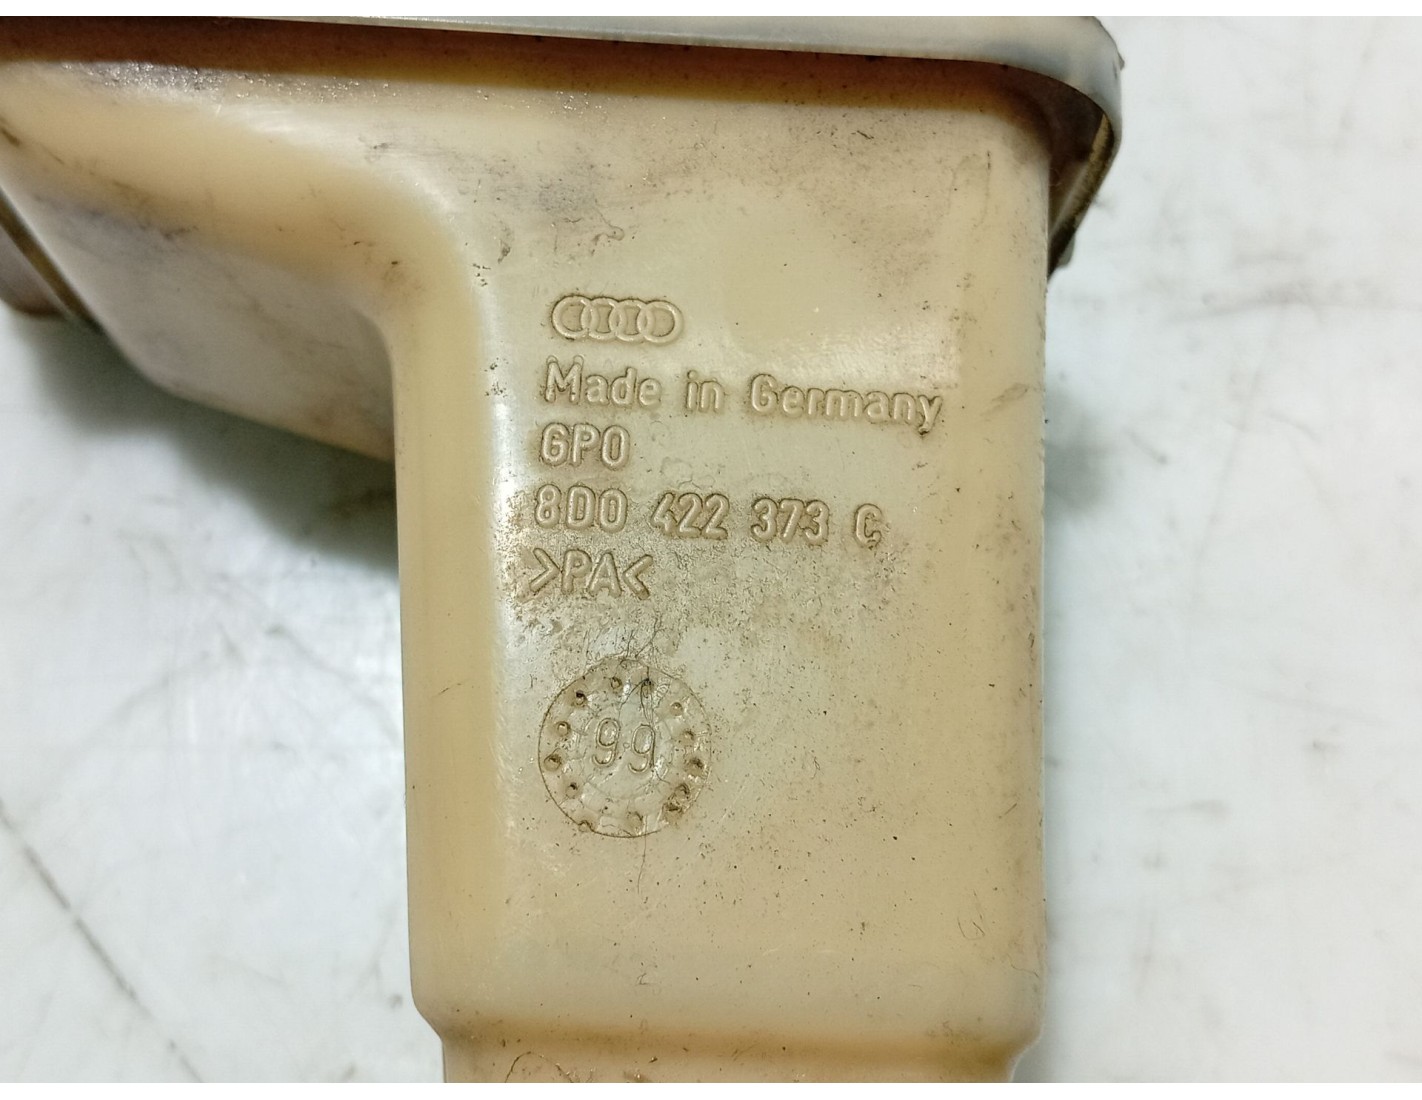 Made in Germany
GPO
8D0 422 373 C
>PA<
99